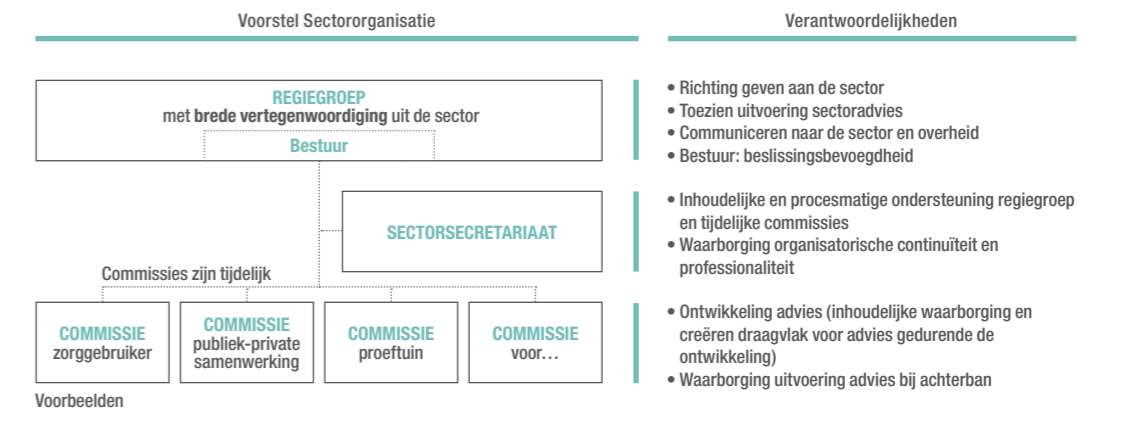 Voorstel Sectororganisatie
Verantwoordelijkheden
REGIEGROEP
met brede vertegenwoordiging uit de sector
Bestuur
• Richting geven aan de sector
• Toezien uitvoering sectoradvies
• Communiceren naar de sector en overheid
• Bestuur: beslissingsbevoegdheid
SECTORSECRETARIAAT
• Inhoudelijke en procesmatige ondersteuning regiegroep
en tijdelijke commissies
• Waarborging organisatorische continuïteit en
professionaliteit
Commissies zijn tijdelijk
COMMISSIE
zorggebruiker
COMMISSIE
publiek-private
samenwerking
COMMISSIE
proeftuin
COMMISSIE
voor…
• Ontwikkeling advies (inhoudelijke waarborging en
creëren draagvlak voor advies gedurende de
ontwikkeling)
• Waarborging uitvoering advies bij achterban
Voorbeelden